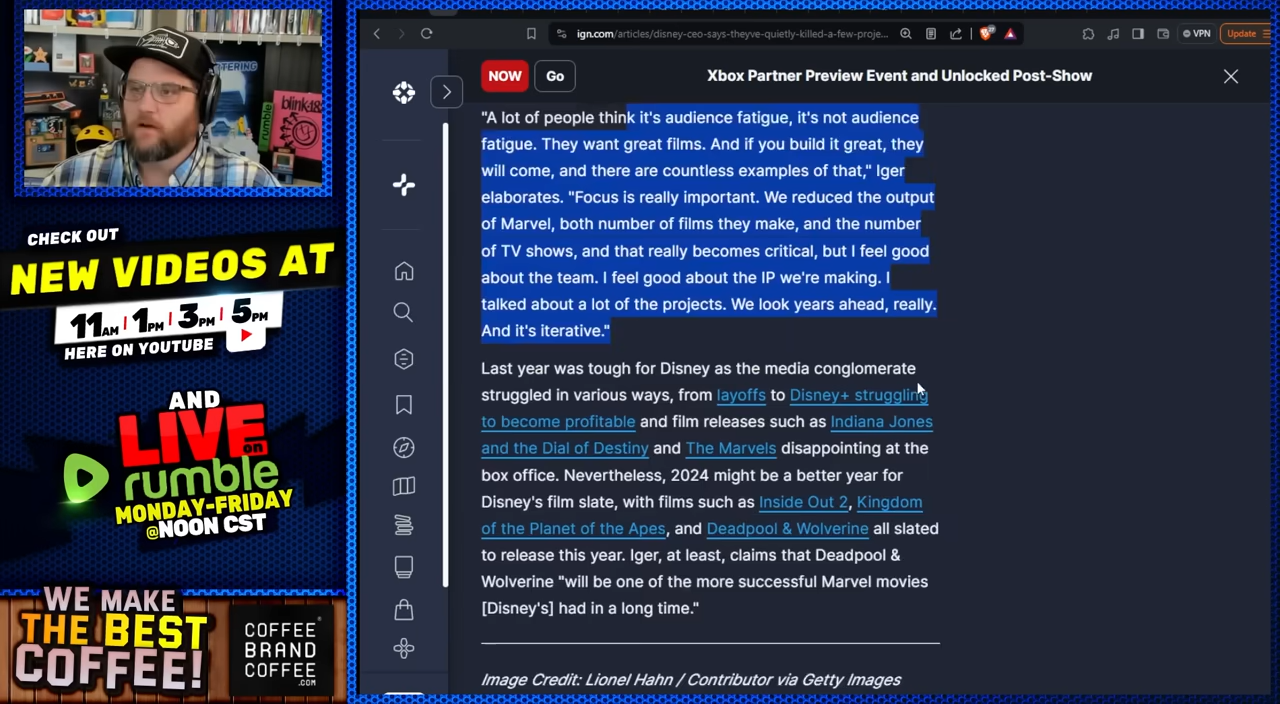 TERING
blink-182
rumble
CHECK OUT
NEW VIDEOS AT
11AM | 1PM | 3PM | 5PM
HERE ON YOUTUBE
AND
LIVE on
rumble
MONDAY-FRIDAY
@NOON CST
WE MAKE
THE BEST
COFFEE!
COFFEE
BRAND
COFFEE
.COM
ign.com/articles/disney-ceo-says-theyve-quietly-killed-a-few-proje...
VPN
Update
NOW
Go
Xbox Partner Preview Event and Unlocked Post-Show
"A lot of people think it's audience fatigue, it's not audience
fatigue. They want great films. And if you build it great, they
will come, and there are countless examples of that," Iger
elaborates. "Focus is really important. We reduced the output
of Marvel, both number of films they make, and the number
of TV shows, and that really becomes critical, but I feel good
about the team. I feel good about the IP we're making. I
talked about a lot of the projects. We look years ahead, really.
And it's iterative."
Last year was tough for Disney as the media conglomerate
struggled in various ways, from layoffs to Disney+ struggling
to become profitable and film releases such as Indiana Jones
and the Dial of Destiny and The Marvels disappointing at the
box office. Nevertheless, 2024 might be a better year for
Disney's film slate, with films such as Inside Out 2, Kingdom
of the Planet of the Apes, and Deadpool & Wolverine all slated
to release this year. Iger, at least, claims that Deadpool &
Wolverine "will be one of the more successful Marvel movies
[Disney's] had in a long time."
Image Credit: Lionel Hahn / Contributor via Getty Images